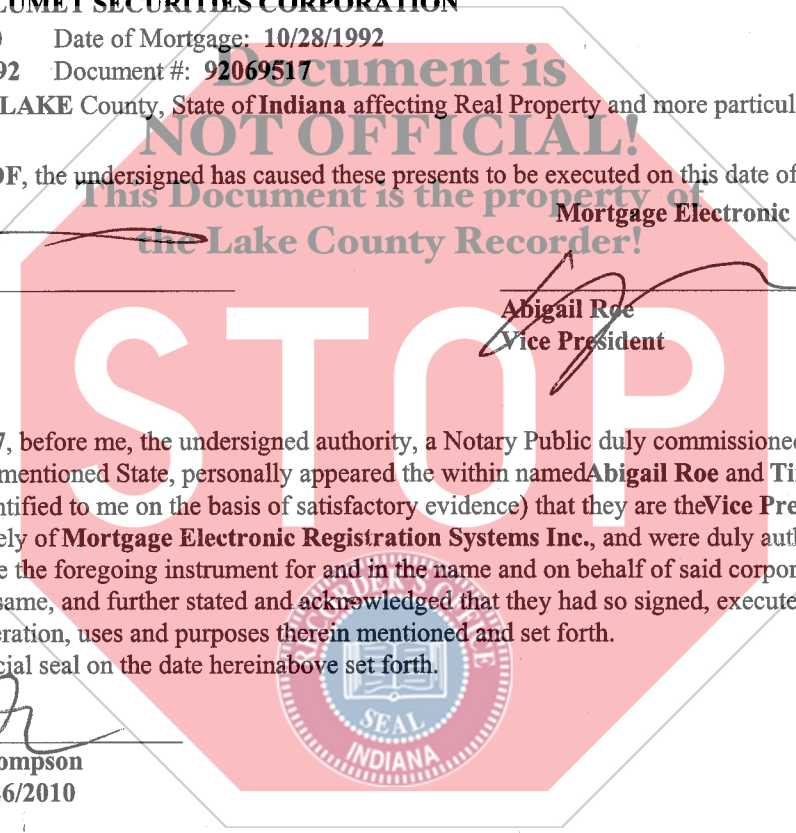 LUMET SECURITIES CORPORATION
Date of Mortgage: 10/28/1992
92 Document #: 92069517
LAKE County, State of Indiana affecting Real Property and more particul
OF, the undersigned has caused these presents to be executed on this date of
Mortgage Electronic
Abigail Roe
Vice President
7, before me, the undersigned authority, a Notary Public duly commissioned
mentioned State, personally appeared the within namedAbigail Roe and Ti
ntified to me on the basis of satisfactory evidence) that they are theVice Pre
ely of Mortgage Electronic Registration Systems Inc., and were duly auth
e the foregoing instrument for and in the name and on behalf of said corpor
same, and further stated and acknowledged that they had so signed, execute
eration, uses and purposes therein mentioned and set forth.
cial seal on the date hereinabove set forth.
ompson
6/2010
Document is
NOT OFFICIAL!
This Document is the property of
the Lake County Recorder!
STOP
RECORDER'S OFFICE
SEAL
INDIANA